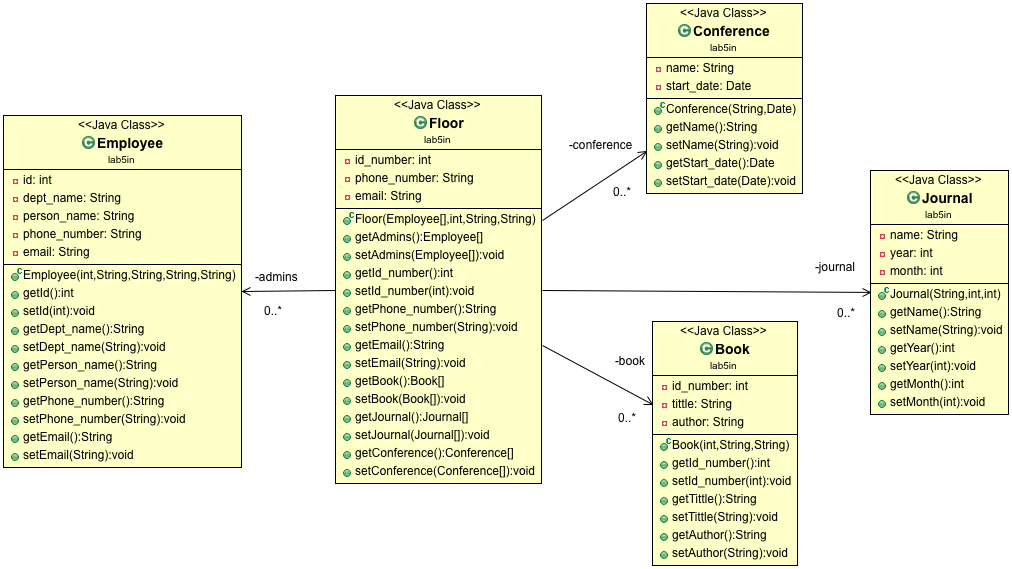 <<Java Class>>
Employee
lab5in
id: int
dept_name: String
person_name: String
phone_number: String
email: String
Employee(int,String,String,String,String)
getId():int
setId(int):void
getDept_name():String
setDept_name(String):void
getPerson_name():String
setPerson_name(String):void
getPhone_number():String
setPhone_number(String):void
getEmail():String
setEmail(String):void
-admins
0..*
<<Java Class>>
Floor
lab5in
id_number: int
phone_number: String
email: String
Floor(Employee[],int,String,String)
getAdmins():Employee[]
setAdmins(Employee[]):void
getId_number():int
setId_number(int):void
getPhone_number():String
setPhone_number(String):void
getEmail():String
setEmail(String):void
getBook():Book[]
setBook(Book[]):void
getJournal():Journal[]
setJournal(Journal[]):void
getConference():Conference[]
setConference(Conference[]):void
-conference
0..*
<<Java Class>>
Conference
lab5in
name: String
start_date: Date
Conference(String,Date)
getName():String
setName(String):void
getStart_date():Date
setStart_date(Date):void
-journal
0..*
<<Java Class>>
Journal
lab5in
name: String
year: int
month: int
Journal(String,int,int)
getName():String
setName(String):void
getYear():int
setYear(int):void
getMonth():int
setMonth(int):void
-book
0..*
<<Java Class>>
Book
lab5in
id_number: int
tittle: String
author: String
Book(int,String,String)
getId_number():int
setId_number(int):void
getTittle():String
setTittle(String):void
getAuthor():String
setAuthor(String):void